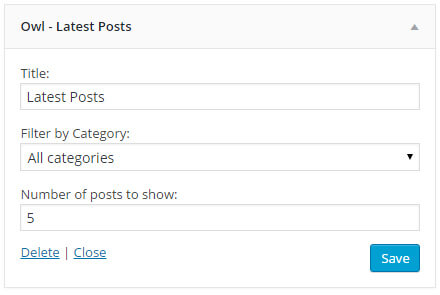 Owl - Latest Posts
Title:
Latest Posts
Filter by Category:
All categories
Number of posts to show:
5
Delete | Close
Save